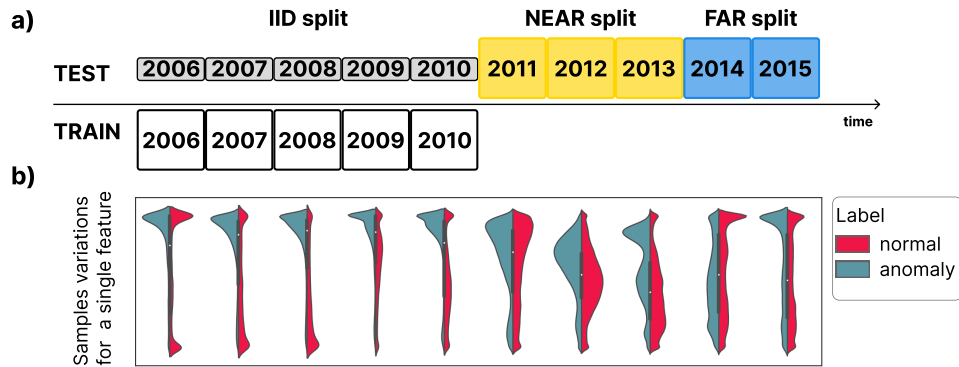 a)
IID split
NEAR split
FAR split
TEST
2006 2007 2008 2009 2010 2011 2012 2013 2014 2015
time
TRAIN
2006 2007 2008 2009 2010
b)
Samples variations
for a single feature
Label
normal
anomaly